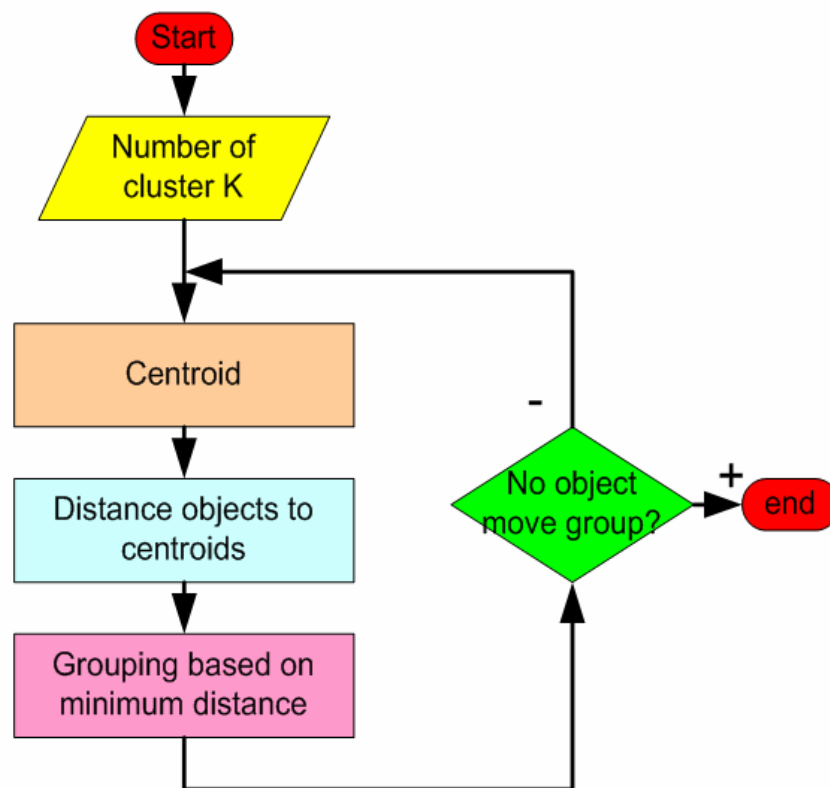 Start
Number of
cluster K
Centroid
Distance objects to
centroids
Grouping based on
minimum distance
-
No object
move group?
+
end